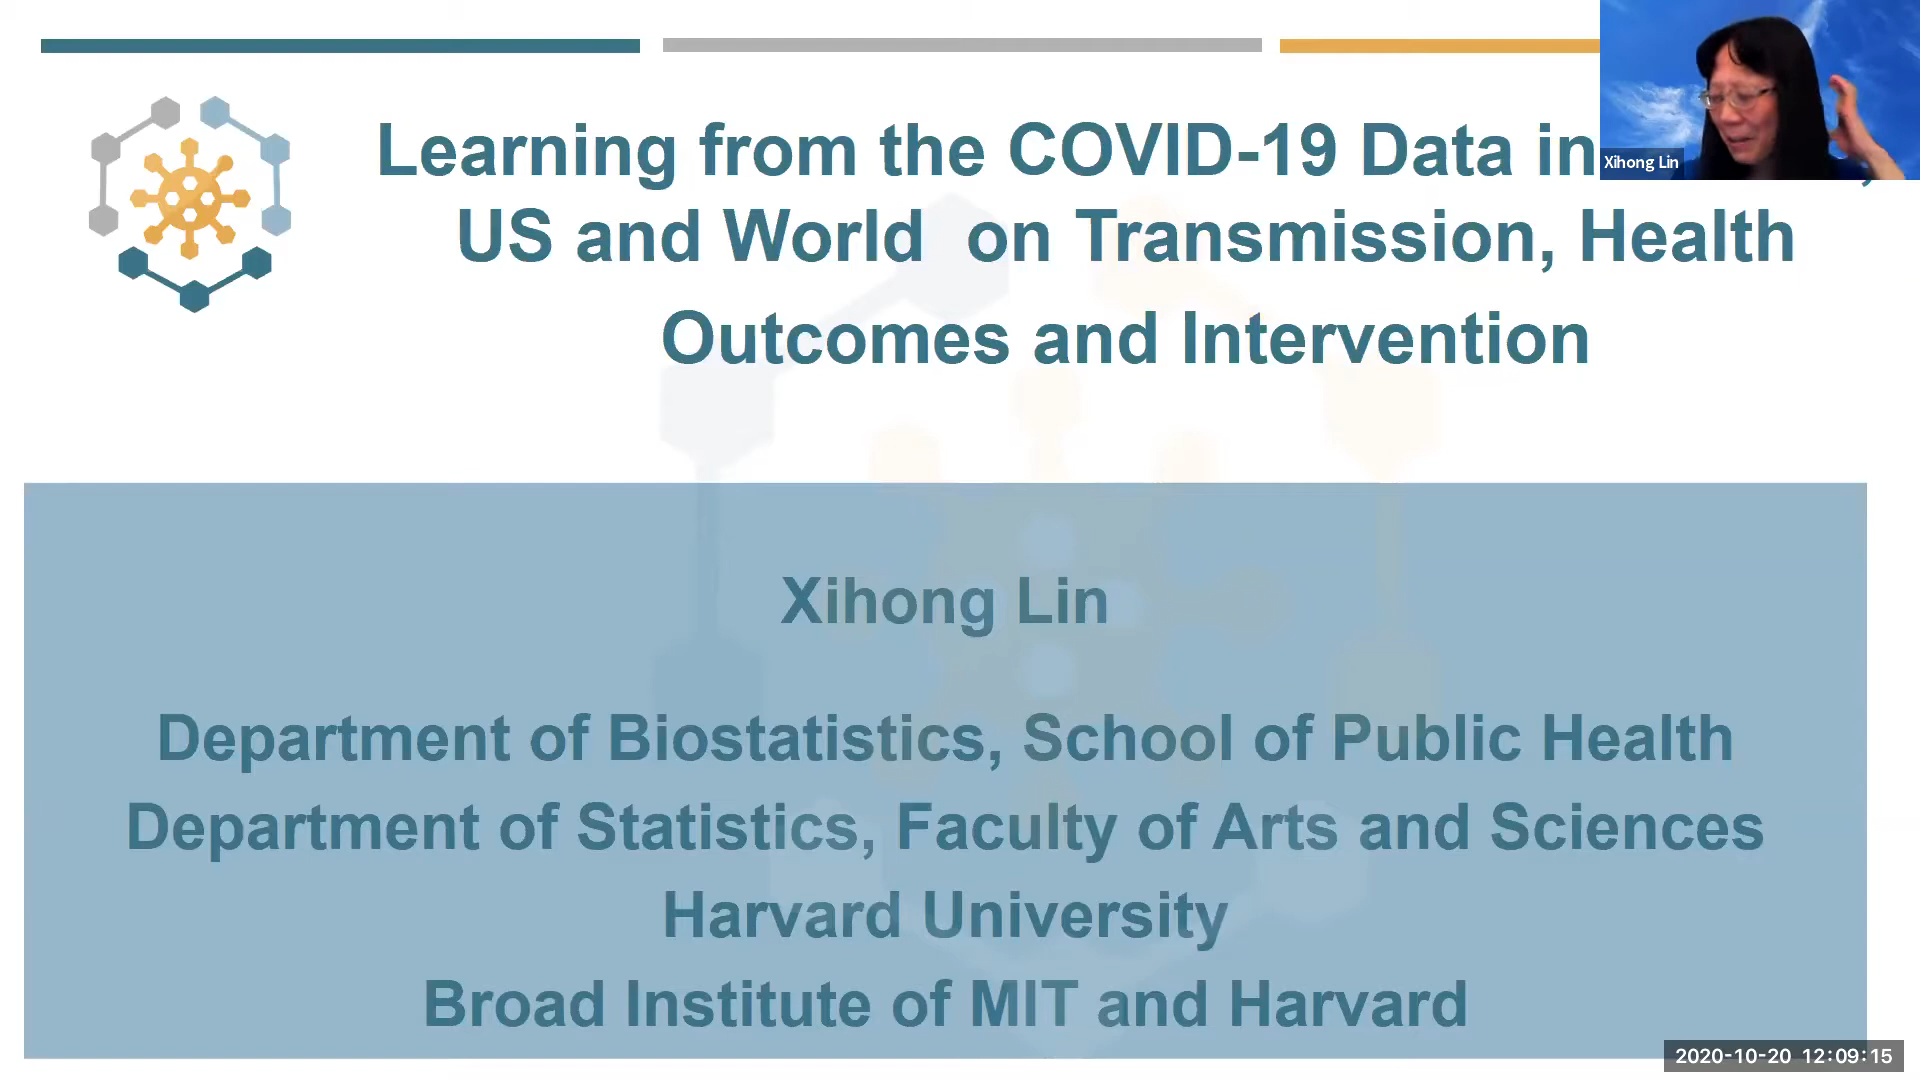 Learning from the COVID-19 Data in
US and World on Transmission, Health
Outcomes and Intervention
Xihong Lin
Xihong Lin
Department of Biostatistics, School of Public Health
Department of Statistics, Faculty of Arts and Sciences
Harvard University
Broad Institute of MIT and Harvard
2020-10-20 12:09:15